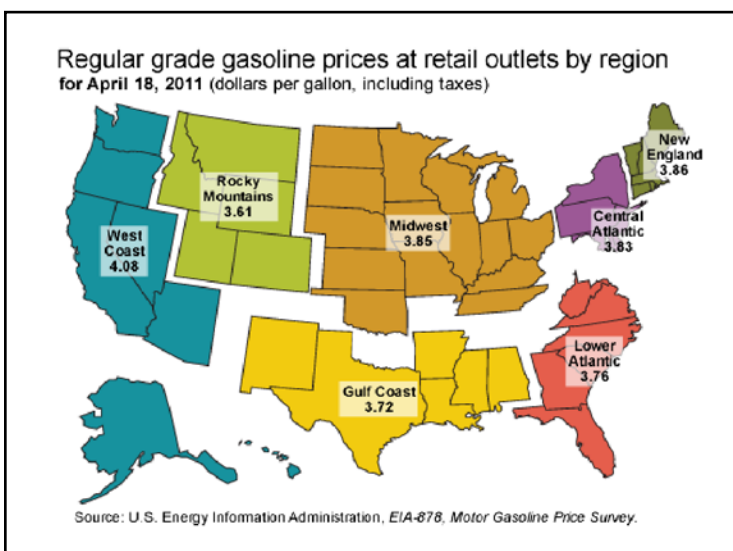 Regular grade gasoline prices at retail outlets by region
for April 18, 2011 (dollars per gallon, including taxes)
New
England
3.86
Rocky
Mountains
3.61
Central
Atlantic
3.83
Midwest
3.85
West
Coast
4.08
Lower
Atlantic
3.76
Gulf Coast
3.72
Source: U.S. Energy Information Administration, EIA-878, Motor Gasoline Price Survey.